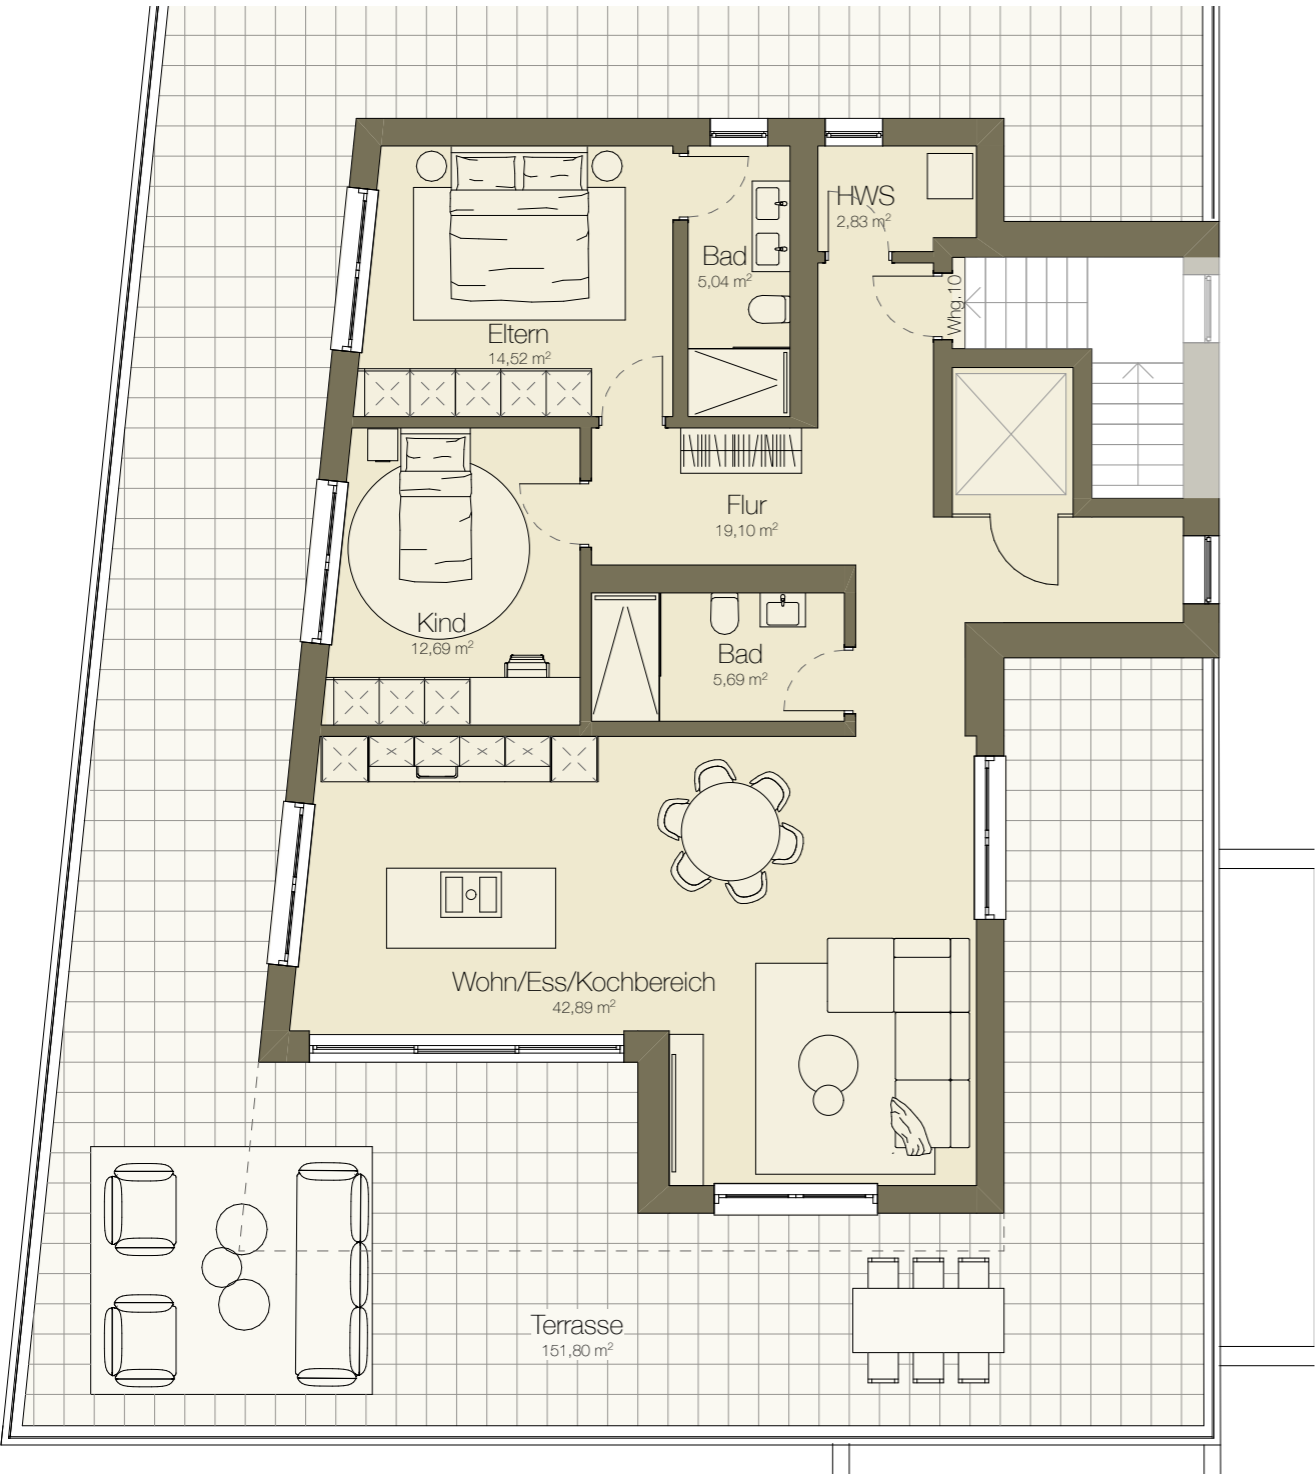 HWS
2,83 m²
Bad
5,04 m²
Whg.10
Eltern
14,52 m²
Flur
19,10 m²
Kind
12,69 m²
Bad
5,69 m²
Wohn/Ess/Kochbereich
42,89 m²
Terrasse
151,80 m²